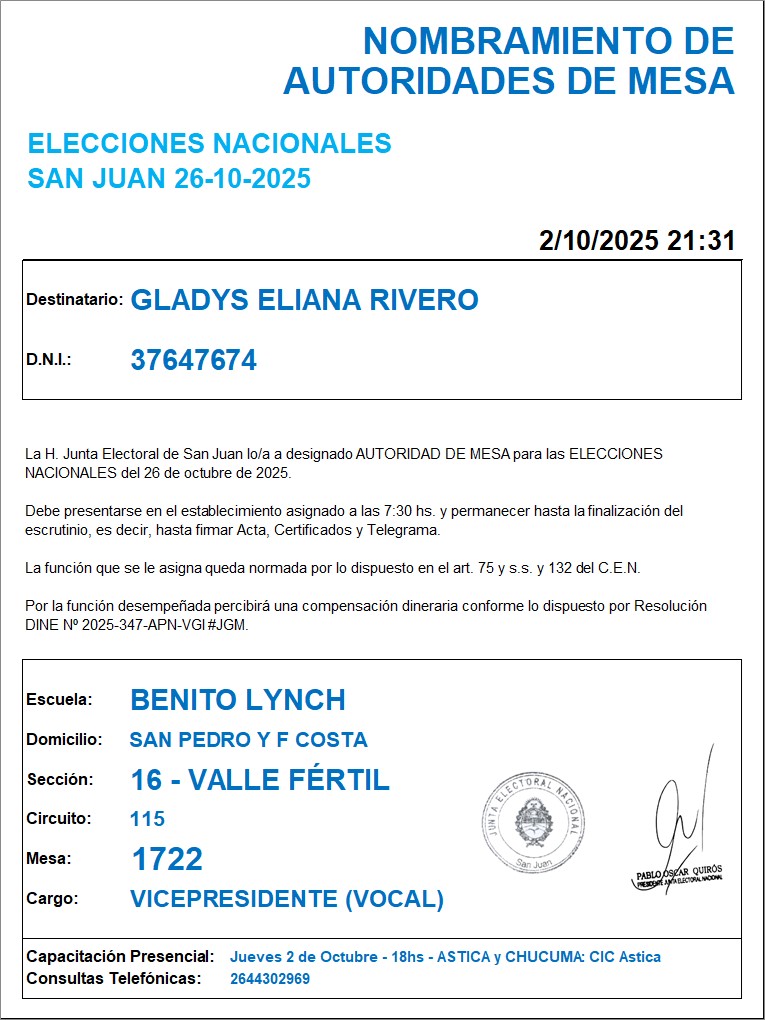 NOMBRAMIENTO DE
AUTORIDADES DE MESA
ELECCIONES NACIONALES
SAN JUAN 26-10-2025
2/10/2025 21:31
Destinatario: GLADYS ELIANA RIVERO
D.N.I.: 37647674
La H. Junta Electoral de San Juan lo/a a designado AUTORIDAD DE MESA para las ELECCIONES
NACIONALES del 26 de octubre de 2025.
Debe presentarse en el establecimiento asignado a las 7:30 hs. y permanecer hasta la finalización del
escrutinio, es decir, hasta firmar Acta, Certificados y Telegrama.
La función que se le asigna queda normada por lo dispuesto en el art. 75 y s.s. y 132 del C.E.N.
Por la función desempeñada percibirá una compensación dineraria conforme lo dispuesto por Resolución
DINE Nº 2025-347-APN-VGI#JGM.
Escuela: BENITO LYNCH
Domicilio: SAN PEDRO Y F COSTA
Sección: 16 - VALLE FÉRTIL
Circuito: 115
Mesa: 1722
Cargo: VICEPRESIDENTE (VOCAL)
JUNTA ELECTORAL NACIONAL
San Juan
PABLO OSCAR QUIRÓS
PRESIDENTE JUNTA ELECTORAL NACIONAL
Capacitación Presencial: Jueves 2 de Octubre - 18hs - ASTICA y CHUCUMA: CIC Astica
Consultas Telefónicas: 2644302969